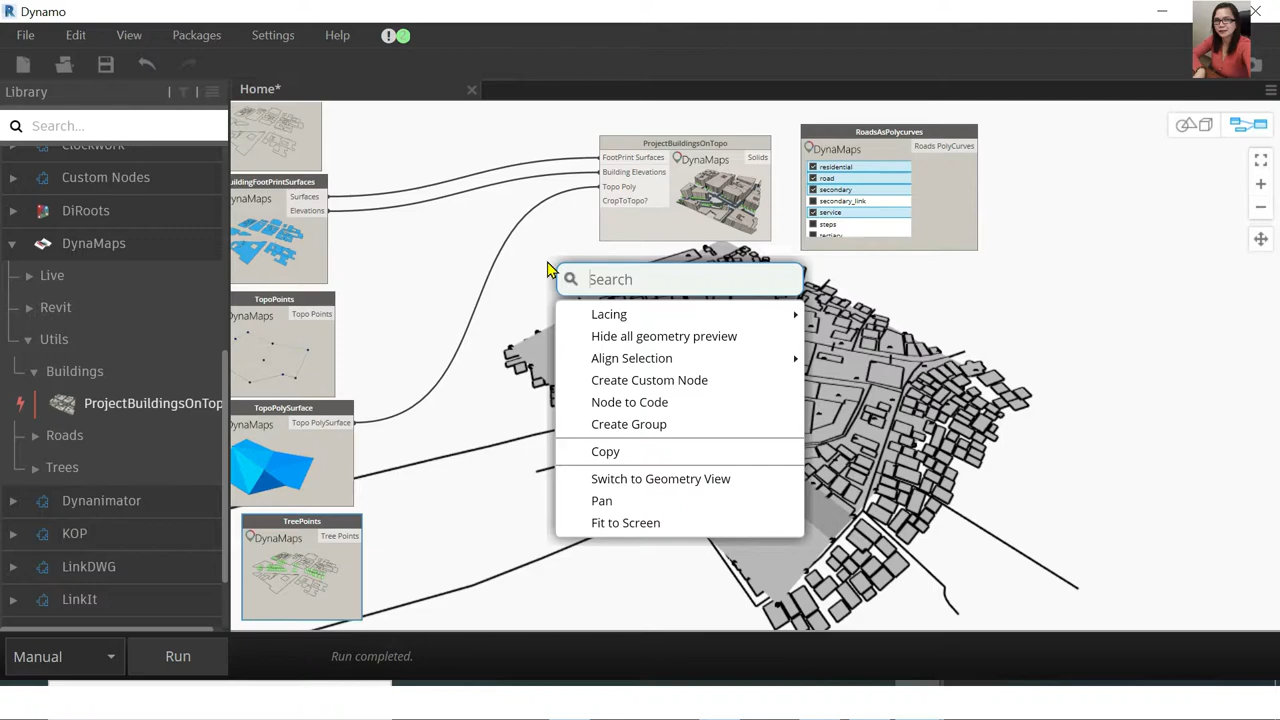 Dynamo
File Edit View Packages Settings Help
Library
Home*
Search...
Clockwork
Custom Nodes
DiRoots
DynaMaps
Live
Revit
Utils
Buildings
ProjectBuildingsOnTop
Roads
Trees
Dynanimator
KOP
LinkDWG
LinkIt
uildingFootPrintSurfaces
DynaMaps
Surfaces
Elevations
TopoPoints
DynaMaps
Topo Points
TopoPolySurface
DynaMaps
Topo PolySurface
TreePoints
DynaMaps
Tree Points
ProjectBuildingsOnTopo
FootPrint Surfaces
Building Elevations
Topo Poly
CropToTopo?
DynaMaps
Solids
RoadsAsPolycurves
DynaMaps
Roads PolyCurves
residential
road
secondary
secondary_link
service
steps
tertiary
Search
Lacing
Hide all geometry preview
Align Selection
Create Custom Node
Node to Code
Create Group
Copy
Switch to Geometry View
Pan
Fit to Screen
Manual
Run
Run completed.